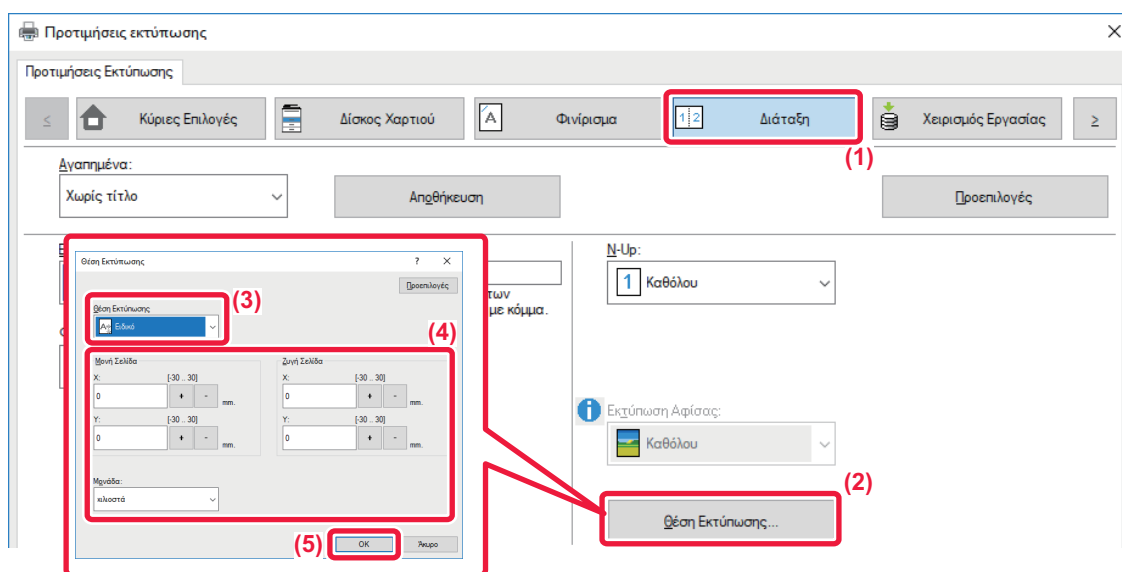 Προτιμήσεις εκτύπωσης
Προτιμήσεις Εκτύπωσης
<
Κύριες Επιλογές
Δίσκος Χαρτιού
A
Φινίρισμα
1 2
Διάταξη
Χειρισμός Εργασίας
>
(1)
Αγαπημένα:
Χωρίς τίτλο
Αποθήκευση
Προεπιλογές
N-Up:
1 Καθόλου
των
με κόμμα.
Εκτύπωση Αφίσας:
Καθόλου
(2)
Θέση Εκτύπωσης...
Θέση Εκτύπωσης
? ×
Προεπιλογές
Θέση Εκτύπωσης
(3)
Ειδικό
(4)
Μονή Σελίδα
X: [-30 .. 30]
0 + - mm.
Y: [-30 .. 30]
0 + - mm.
Ζυγή Σελίδα
X: [-30 .. 30]
0 + - mm.
Y: [-30 .. 30]
0 + - mm.
Μονάδα:
χιλιοστά
(5)
OK
Άκυρο